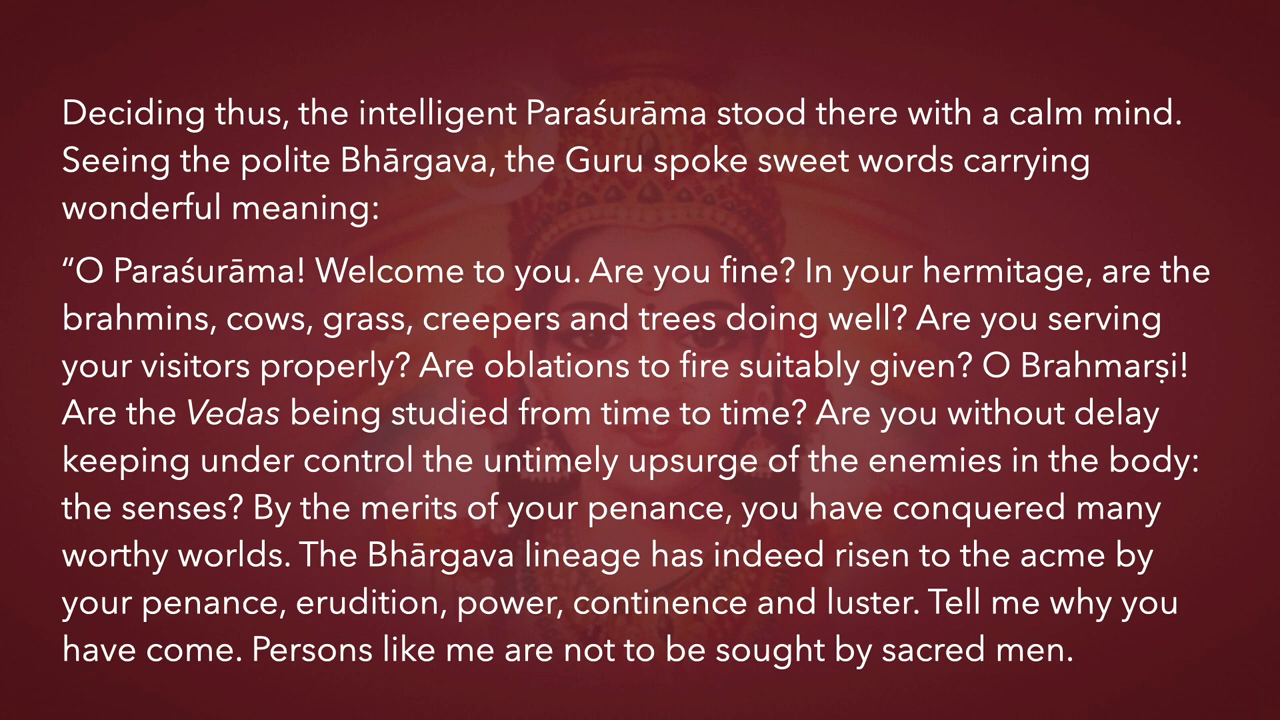 Deciding thus, the intelligent Paraśurāma stood there with a calm mind.
Seeing the polite Bhārgava, the Guru spoke sweet words carrying
wonderful meaning:
“O Paraśurāma! Welcome to you. Are you fine? In your hermitage, are the
brahmins, cows, grass, creepers and trees doing well? Are you serving
your visitors properly? Are oblations to fire suitably given? O Brahmarṣi!
Are the Vedas being studied from time to time? Are you without delay
keeping under control the untimely upsurge of the enemies in the body:
the senses? By the merits of your penance, you have conquered many
worthy worlds. The Bhārgava lineage has indeed risen to the acme by
your penance, erudition, power, continence and luster. Tell me why you
have come. Persons like me are not to be sought by sacred men.